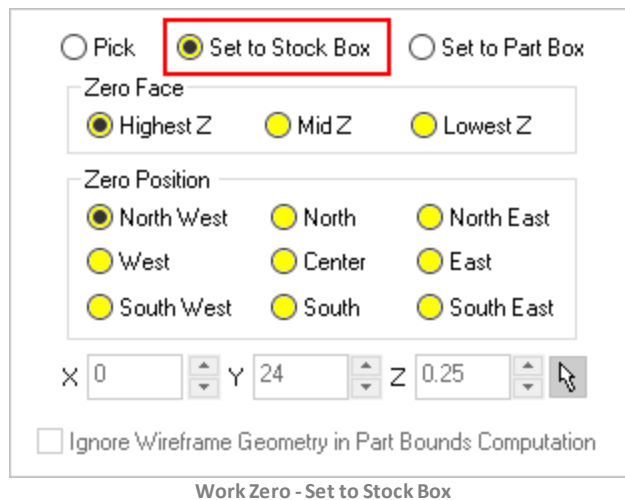 Pick Set to Stock Box Set to Part Box
Zero Face
Highest Z Mid Z Lowest Z
Zero Position
North West North North East
West Center East
South West South South East
X 0 Y 24 Z 0.25
Ignore Wireframe Geometry in Part Bounds Computation
Work Zero - Set to Stock Box